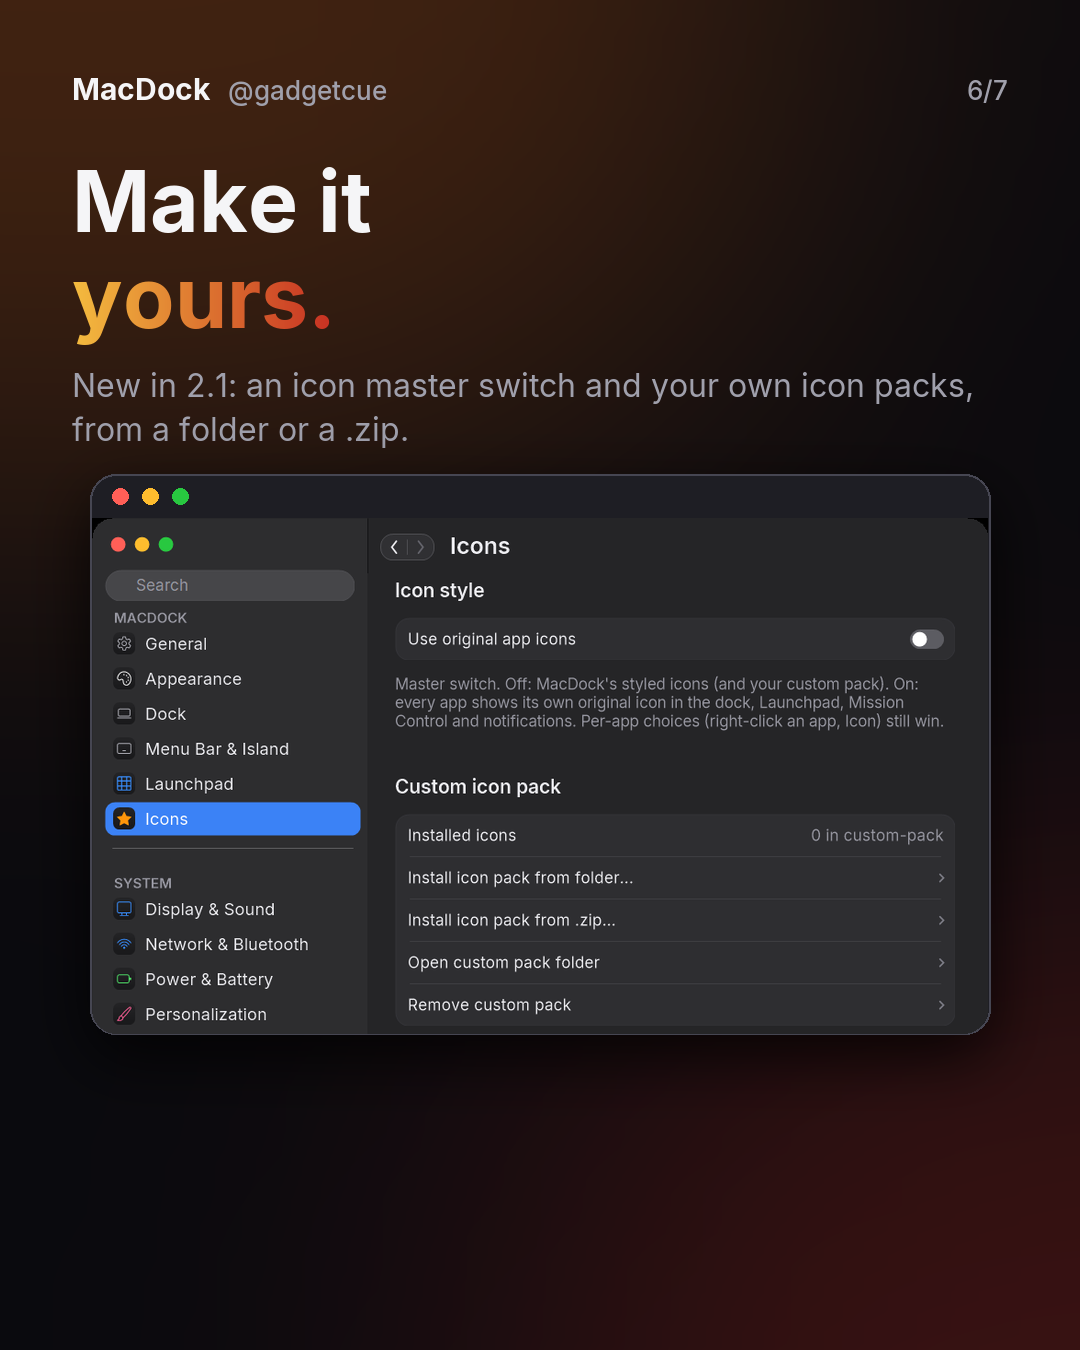 MacDock @gadgetcue
6/7
Make it
yours.
New in 2.1: an icon master switch and your own icon packs,
from a folder or a .zip.
Search
MACDOCK
General
Appearance
Dock
Menu Bar & Island
Launchpad
Icons
SYSTEM
Display & Sound
Network & Bluetooth
Power & Battery
Personalization
Icons
Icon style
Use original app icons
Master switch. Off: MacDock's styled icons (and your custom pack). On:
every app shows its own original icon in the dock, Launchpad, Mission
Control and notifications. Per-app choices (right-click an app, Icon) still win.
Custom icon pack
Installed icons
0 in custom-pack
Install icon pack from folder...
Install icon pack from .zip...
Open custom pack folder
Remove custom pack